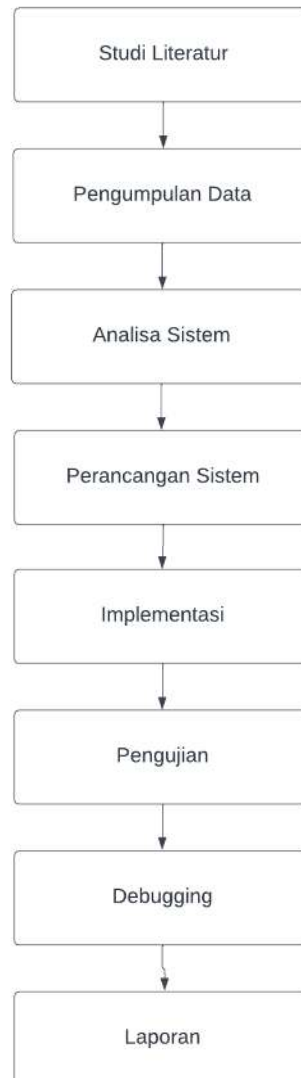 Studi Literatur
Pengumpulan Data
Analisa Sistem
Perancangan Sistem
Implementasi
Pengujian
Debugging
Laporan